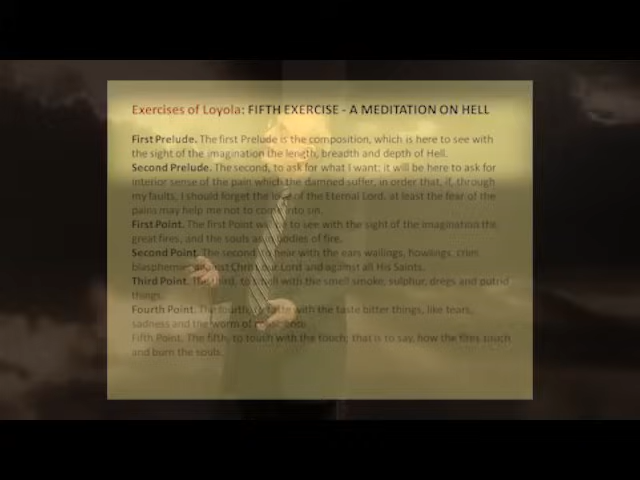 Exercises of Loyola: FIFTH EXERCISE - A MEDITATION ON HELL
First Prelude. The first Prelude is the composition, which is here to see with
the sight of the imagination the length, breadth and depth of Hell.
Second Prelude. The second, to ask for what I want: it will be here to ask for
interior sense of the pain which the damned suffer, in order that, if, through
my faults, I should forget the love of the Eternal Lord, at least the fear of the
pains may help me not to come into sin.
First Point. The first Point will to see with the sight of the imagination the
great fires, and the souls as bodies of fire.
Second Point. The second, to hear with the ears wailings, howlings, cries
blasphemies against Christ our Lord and against all His Saints.
Third Point. The third, to smell with the smell smoke, sulphur, dregs and putrid
things.
Fourth Point. The fourth, to taste with the taste bitter things, like tears,
sadness and the worm of conscience.
Fifth Point. The fifth, to touch with the touch; that is to say, how the fires touch
and burn the souls.